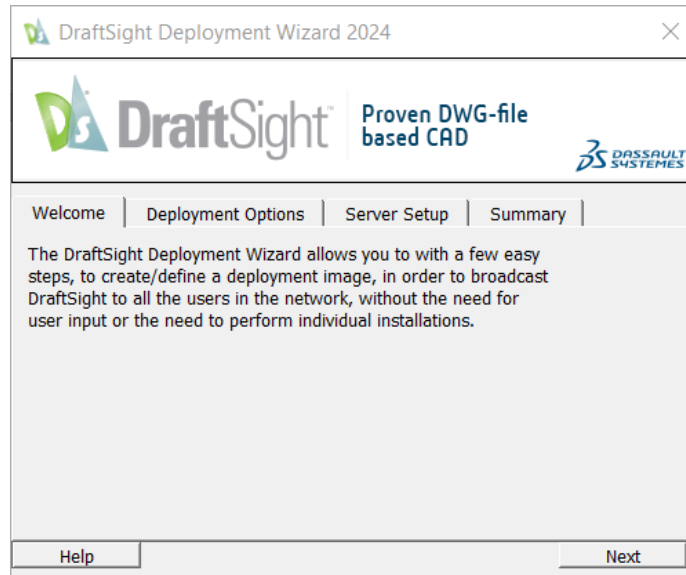 DraftSight Deployment Wizard 2024
DS DraftSight™
Proven DWG-file
based CAD
DS DASSAULT
SYSTEMES
Welcome
Deployment Options
Server Setup
Summary
The DraftSight Deployment Wizard allows you to with a few easy
steps, to create/define a deployment image, in order to broadcast
DraftSight to all the users in the network, without the need for
user input or the need to perform individual installations.
Help
Next